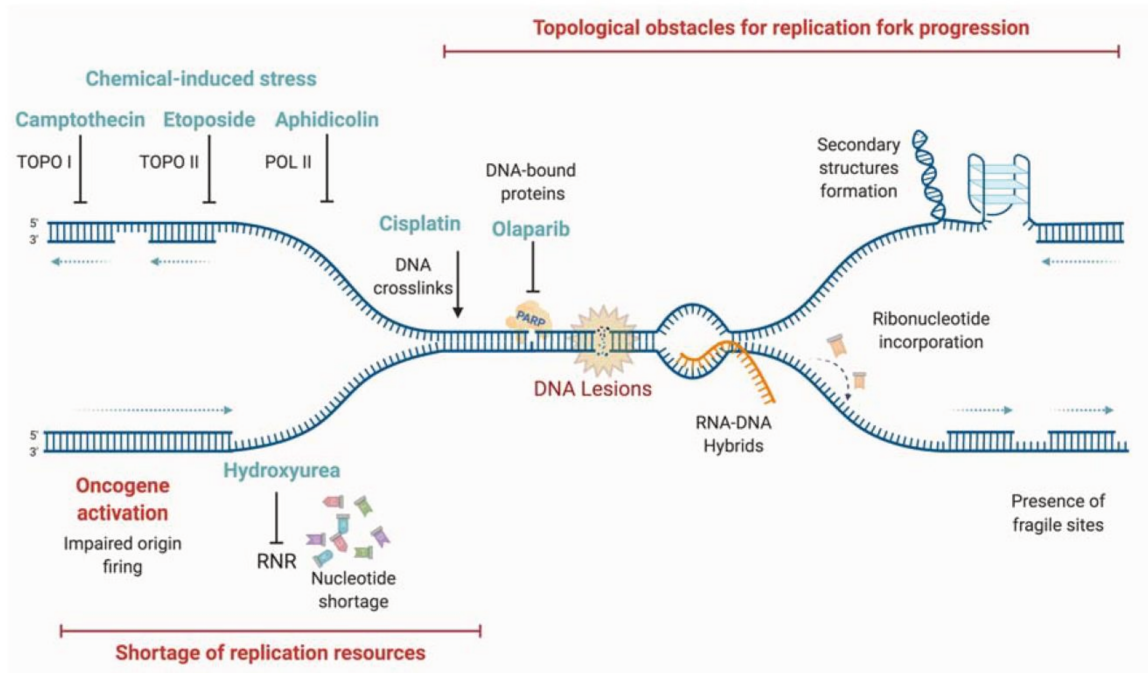 Topological obstacles for replication fork progression
Chemical-induced stress
Camptothecin Etoposide Aphidicolin
TOPO I TOPO II POL II
Secondary
structures
formation
DNA-bound
proteins
Cisplatin
Olaparib
5'
3'
DNA
crosslinks
PARP
Ribonucleotide
incorporation
DNA Lesions
RNA-DNA
Hybrids
5'
3'
Hydroxyurea
Oncogene
activation
Impaired origin
firing
RNR
Nucleotide
shortage
Presence of
fragile sites
Shortage of replication resources